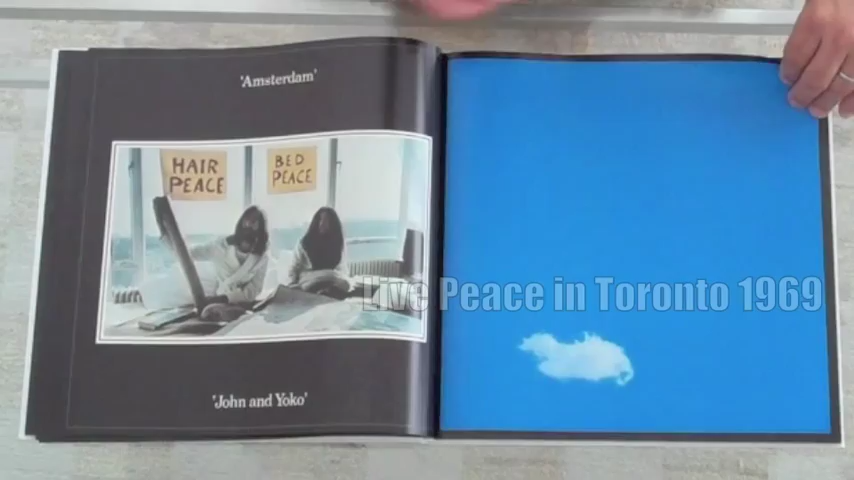 'Amsterdam'
HAIR
PEACE
BED
PEACE
Live Peace in Toronto 1969
'John and Yoko'